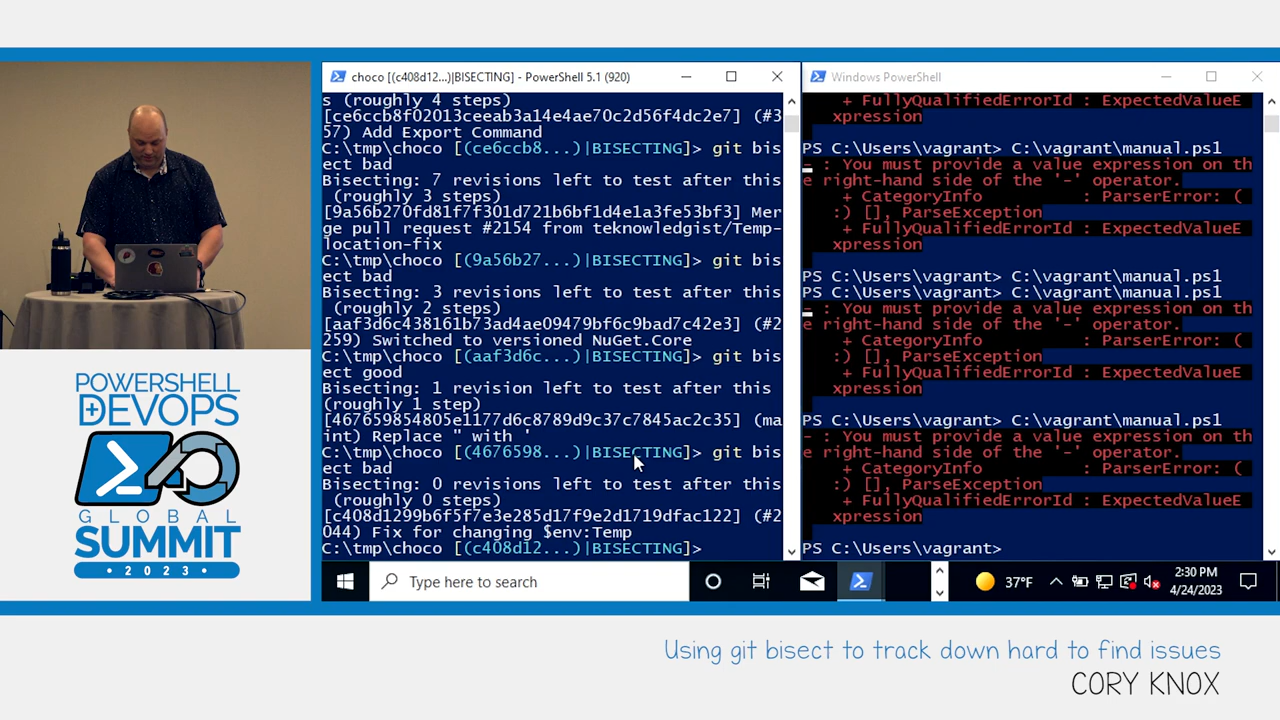 choco [(c408d12...)|BISECTING] - PowerShell 5.1 (920)
s (roughly 4 steps)
[ce6ccb8f02013ceeab3a14e4ae70c2d56f4dc2e7] (#3
57) Add Export Command
C:\tmp\choco [(ce6ccb8...)|BISECTING]> git bis
ect bad
Bisecting: 7 revisions left to test after this
(roughly 3 steps)
[9a56b270fd81f7f301d721b6bf1d4e1a3fe53bf3] Mer
ge pull request #2154 from teknowledgist/Temp-
location-fix
C:\tmp\choco [(9a56b27...)|BISECTING]> git bis
ect bad
Bisecting: 3 revisions left to test after this
(roughly 2 steps)
[aaf3d6c438161b73ad4ae09479bf6c9bad7c42e3] (#2
259) Switched to versioned NuGet.Core
C:\tmp\choco [(aaf3d6c...)|BISECTING]> git bis
ect good
Bisecting: 1 revision left to test after this
(roughly 1 step)
[467659854805e1177d6c8789d9c37c7845ac2c35] (ma
int) Replace " with '
C:\tmp\choco [(4676598...)|BISECTING]> git bis
ect bad
Bisecting: 0 revisions left to test after this
(roughly 0 steps)
[c408d1299b6f5f7e3e285d17f9e2d1719dfac122] (#2
044) Fix for changing $env:Temp
C:\tmp\choco [(c408d12...)|BISECTING]>
Windows PowerShell
+ FullyQualifiedErrorId : ExpectedValueE
xpression
PS C:\Users\vagrant> C:\vagrant\manual.ps1
- : You must provide a value expression on th
e right-hand side of the '-' operator.
+ CategoryInfo : ParserError: (
:) [], ParseException
+ FullyQualifiedErrorId : ExpectedValueE
xpression
PS C:\Users\vagrant> C:\vagrant\manual.ps1
PS C:\Users\vagrant> C:\vagrant\manual.ps1
- : You must provide a value expression on th
e right-hand side of the '-' operator.
+ CategoryInfo : ParserError: (
:) [], ParseException
+ FullyQualifiedErrorId : ExpectedValueE
xpression
PS C:\Users\vagrant> C:\vagrant\manual.ps1
- : You must provide a value expression on th
e right-hand side of the '-' operator.
+ CategoryInfo : ParserError: (
:) [], ParseException
+ FullyQualifiedErrorId : ExpectedValueE
xpression
PS C:\Users\vagrant>
Type here to search
37°F
2:30 PM
4/24/2023
POWERSHELL
+DEVOPS
GLOBAL
SUMMIT
2023
Using git bisect to track down hard to find issues
CORY KNOX